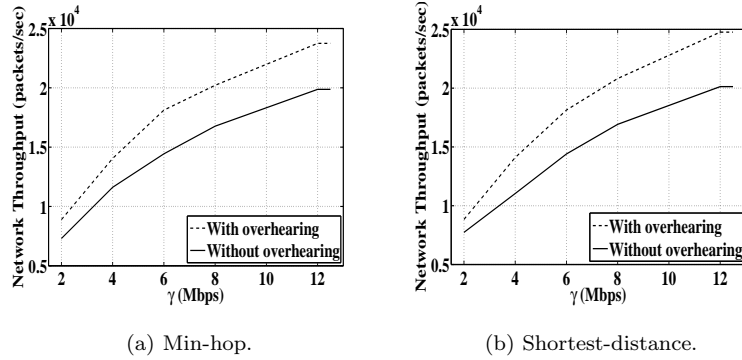 x 10^4
Network Throughput (packets/sec)
2.5
2
1.5
1
0.5
2 4 6 8 10 12
γ (Mbps)
With overhearing
Without overhearing
(a) Min-hop.
x 10^4
Network Throughput (packets/sec)
2.5
2
1.5
1
0.5
2 4 6 8 10 12
γ (Mbps)
With overhearing
Without overhearing
(b) Shortest-distance.